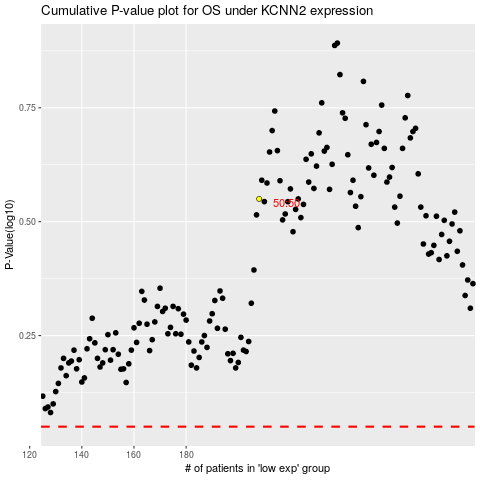 Cumulative P-value plot for OS under KCNN2 expression
P-Value(log10)
0.75
0.50
0.25
50:50
120 140 160 180
# of patients in 'low exp' group